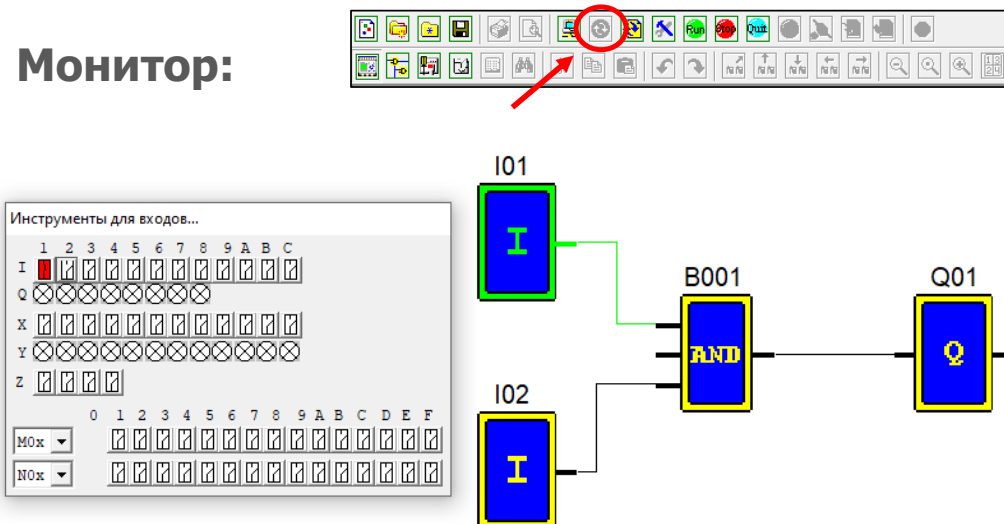 Монитор:
Run Stop Quit
I01
Инструменты для входов...
1 2 3 4 5 6 7 8 9 A B C
I
Q
X
Y
Z
0 1 2 3 4 5 6 7 8 9 A B C D E F
M0x
N0x
I
B001
AND
Q01
Q
I02
I